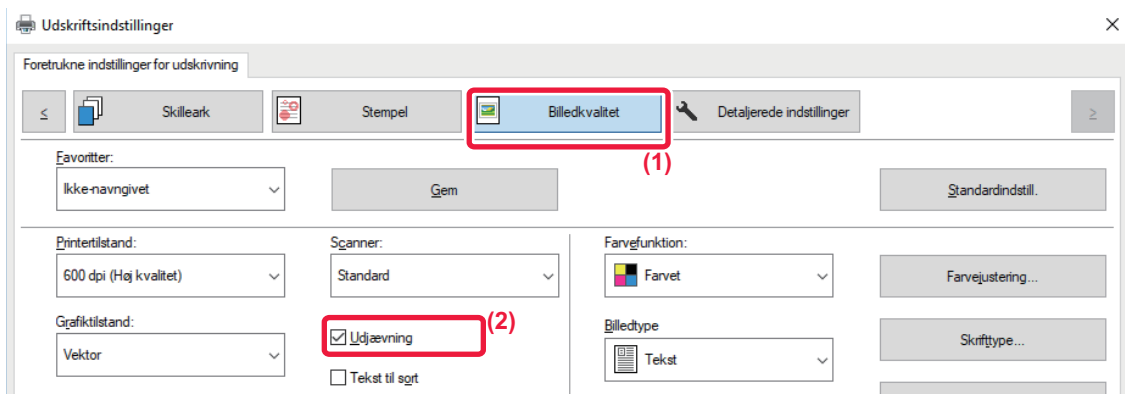 Udskriftsindstillinger
Foretrukne indstillinger for udskrivning
< Skilleark Stempel Billedkvalitet Detaljerede indstillinger >
(1)
Favoritter:
Ikke-navngivet Gem Standardindstill.
Printertilstand: Scanner: Farvefunktion:
600 dpi (Høj kvalitet) Standard Farvet Farvejustering...
Grafiktilstand: (2) Billedtype
Udjævning Skrifttype...
Vektor Tekst
Tekst til sort